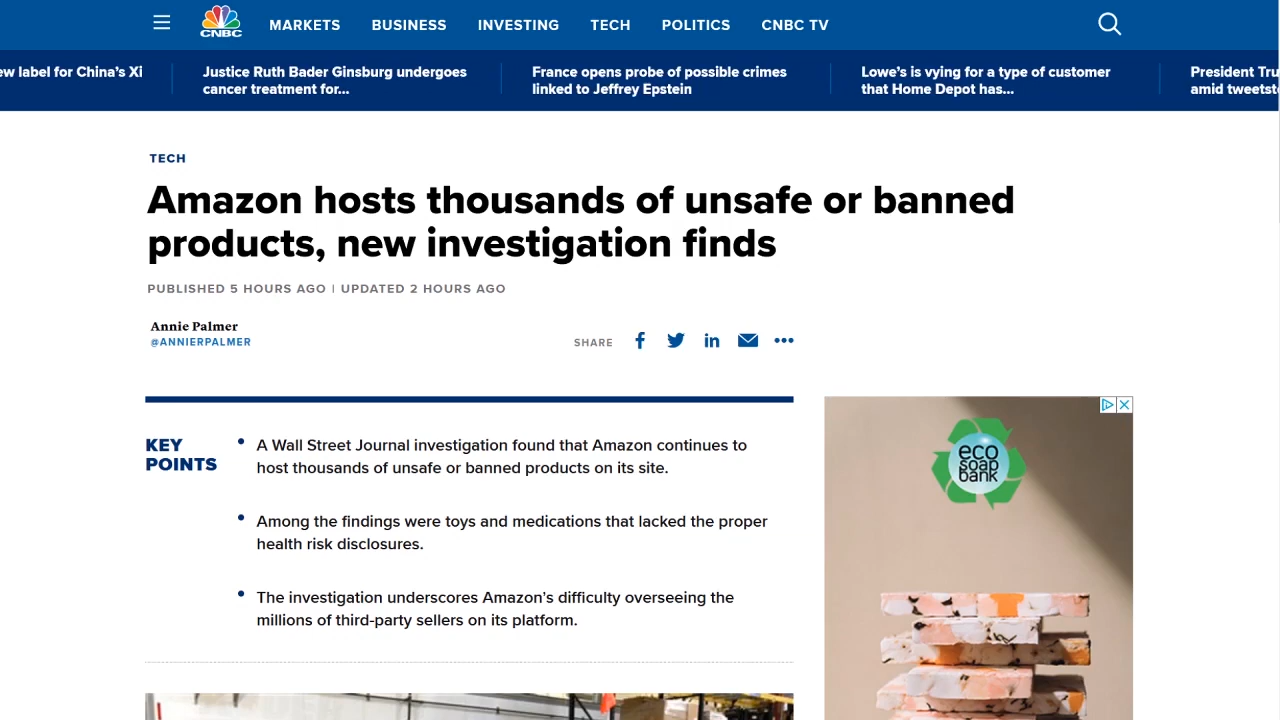 CNBC
MARKETS BUSINESS INVESTING TECH POLITICS CNBC TV
ew label for China’s Xi
Justice Ruth Bader Ginsburg undergoes
cancer treatment for...
France opens probe of possible crimes
linked to Jeffrey Epstein
Lowe’s is vying for a type of customer
that Home Depot has...
President Tru
amid tweetst
TECH
Amazon hosts thousands of unsafe or banned
products, new investigation finds
PUBLISHED 5 HOURS AGO | UPDATED 2 HOURS AGO
Annie Palmer
@ANNIERPALMER
SHARE
KEY
POINTS
• A Wall Street Journal investigation found that Amazon continues to
host thousands of unsafe or banned products on its site.
• Among the findings were toys and medications that lacked the proper
health risk disclosures.
• The investigation underscores Amazon’s difficulty overseeing the
millions of third-party sellers on its platform.
eco
soap
bank